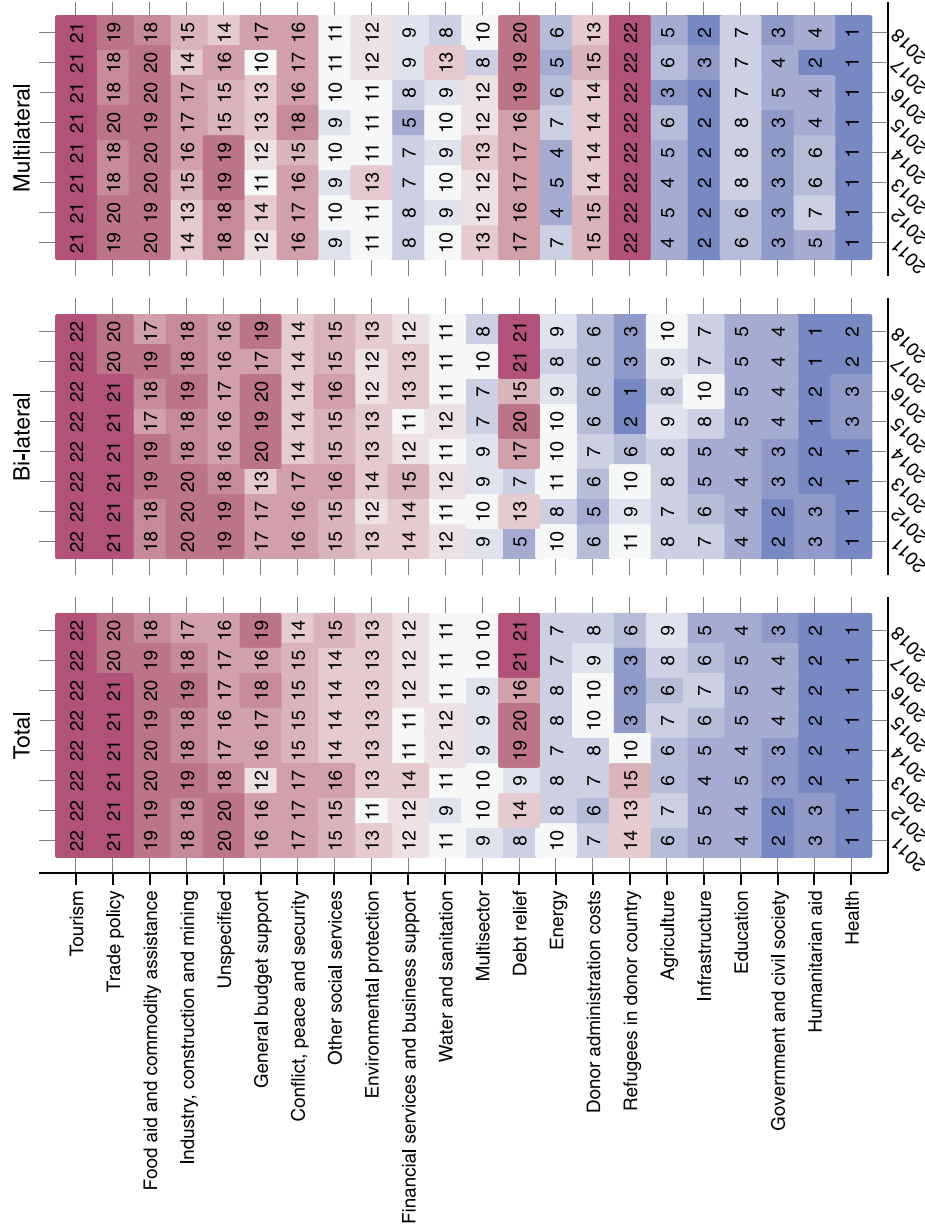 Total Bi-lateral Multilateral
Tourism 22 22 22 22 22 22 22 22 22 22 22 22 22 22 22 22 21 21 21 21 21 21 21 21
Trade policy 21 21 21 21 21 21 20 20 21 21 21 21 21 21 20 20 19 20 18 18 20 18 18 19
Food aid and commodity assistance 19 19 20 20 19 20 19 18 18 18 19 19 17 18 19 17 20 19 20 20 19 20 20 18
Industry, construction and mining 18 18 19 18 18 19 18 17 20 20 20 18 18 19 18 18 14 13 15 16 17 17 14 15
Unspecified 20 20 18 17 16 17 17 16 19 19 18 16 16 17 16 16 18 18 19 19 15 15 16 14
General budget support 16 16 12 16 17 18 16 19 17 17 13 20 19 20 17 19 12 14 11 12 13 13 10 17
Conflict, peace and security 17 17 17 15 15 15 15 14 16 16 17 14 14 14 14 14 16 17 16 15 18 16 17 16
Other social services 15 15 16 14 14 14 14 15 15 15 16 15 15 16 15 15 9 10 9 10 9 10 11 11
Environmental protection 13 11 13 13 13 13 13 13 13 12 14 13 13 12 12 13 11 11 13 11 11 11 12 12
Financial services and business support 12 12 14 11 11 12 12 12 14 14 15 12 11 13 13 12 8 8 7 7 5 8 9 9
Water and sanitation 11 9 11 12 12 11 11 11 12 12 12 11 12 11 11 11 10 9 10 9 10 9 13 8
Multisector 9 10 10 9 9 9 10 10 9 10 9 9 7 7 10 8 13 12 12 13 12 12 8 10
Debt relief 8 14 9 19 20 16 21 21 5 13 7 17 20 15 21 21 17 16 17 17 16 19 19 20
Energy 10 8 8 7 8 8 7 7 10 8 11 10 10 9 8 9 7 4 5 4 7 6 5 6
Donor administration costs 7 6 7 8 10 10 9 8 6 5 6 7 6 6 6 6 15 15 14 14 14 14 15 13
Refugees in donor country 14 13 15 10 3 3 3 6 11 9 10 6 2 1 3 3 22 22 22 22 22 22 22 22
Agriculture 6 7 6 6 7 6 8 9 8 7 8 8 9 8 9 10 4 5 4 5 6 3 6 5
Infrastructure 5 5 4 5 6 7 6 5 7 6 5 5 8 10 7 7 2 2 2 2 2 2 3 2
Education 4 4 5 4 5 5 5 4 4 4 4 4 5 5 5 5 6 6 8 8 8 7 7 7
Government and civil society 2 2 3 3 4 4 4 3 2 2 3 3 4 4 4 4 3 3 3 3 3 5 4 3
Humanitarian aid 3 3 2 2 2 2 2 2 3 3 2 2 1 2 1 1 5 7 6 6 4 4 2 4
Health 1 1 1 1 1 1 1 1 1 1 1 1 3 3 2 2 1 1 1 1 1 1 1 1
2011 2012 2013 2014 2015 2016 2017 2018 2011 2012 2013 2014 2015 2016 2017 2018 2011 2012 2013 2014 2015 2016 2017 2018